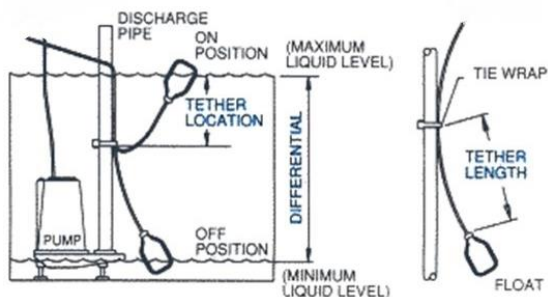 DISCHARGE
PIPE
ON
POSITION
(MAXIMUM
LIQUID LEVEL)
TETHER
LOCATION
DIFFERENTIAL
PUMP
OFF
POSITION
(MINIMUM
LIQUID LEVEL)
TIE WRAP
TETHER
LENGTH
FLOAT